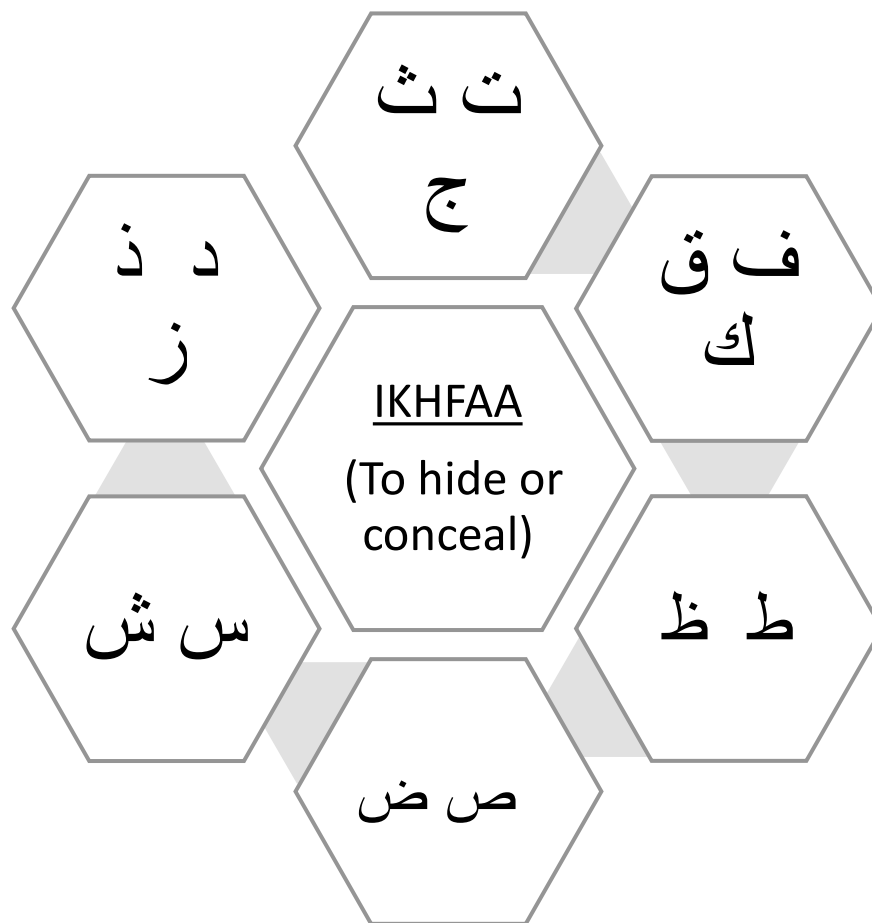 ت ث
ج
د ذ
ز
ف ق
ك
IKHFAA
(To hide or
conceal)
س ش
ط ظ
ص ض